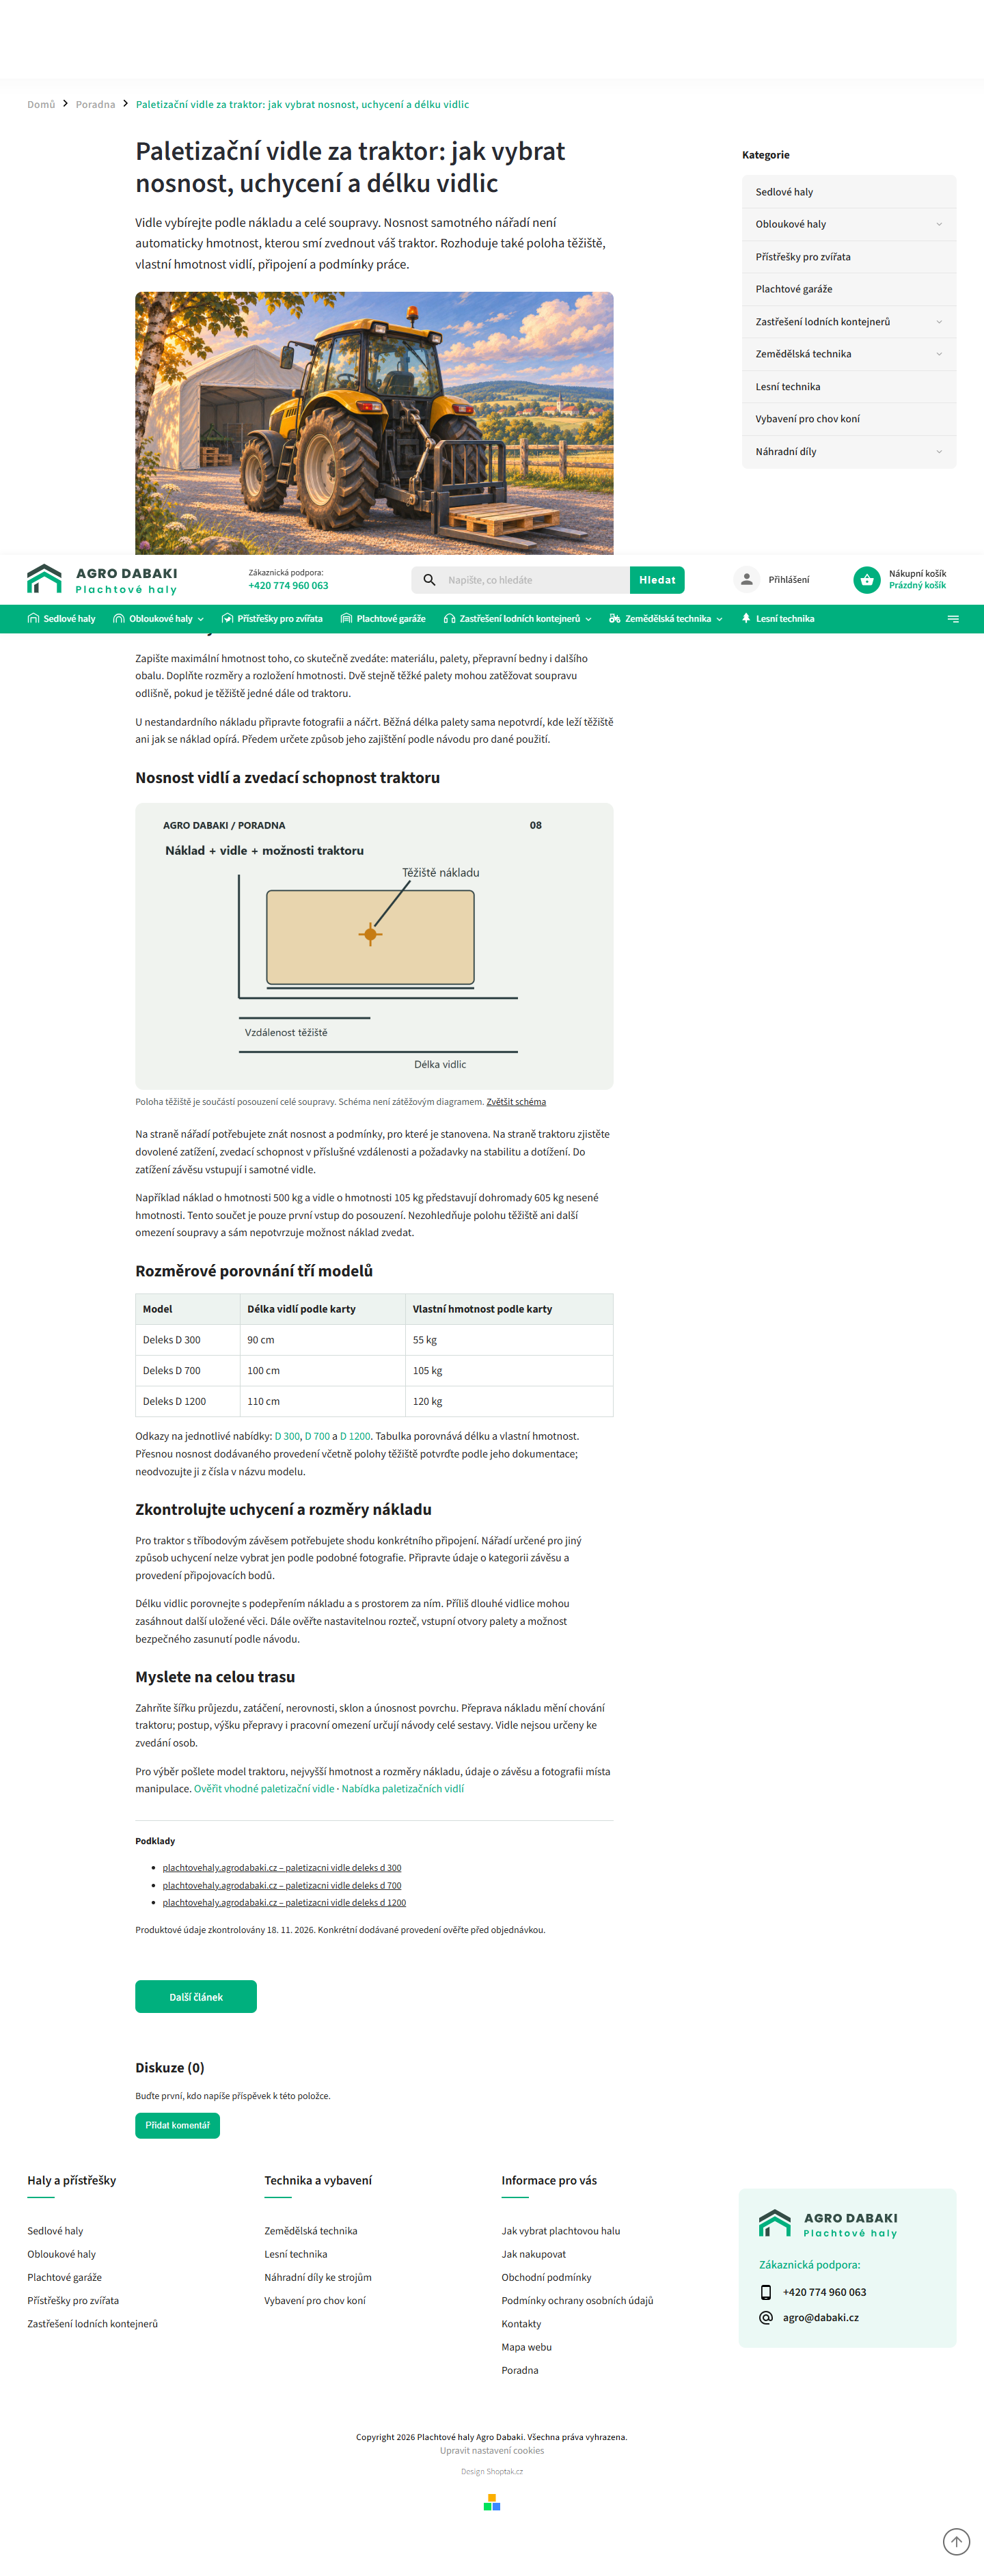 Domů > Poradna > Paletizační vidle za traktor: jak vybrat nosnost, uchycení a délku vidlic
Paletizační vidle za traktor: jak vybrat
nosnost, uchycení a délku vidlic
Vidle vybírejte podle nákladu a celé soupravy. Nosnost samotného nářadí není
automaticky hmotnost, kterou smí zvednout váš traktor. Rozhoduje také poloha těžiště,
vlastní hmotnost vidlí, připojení a podmínky práce.
Kategorie
Sedlové haly
Obloukové haly
Přístřešky pro zvířata
Plachtové garáže
Zastřešení lodních kontejnerů
Zemědělská technika
Lesní technika
Vybavení pro chov koní
Náhradní díly
AGRO DABAKI
Plachtové haly
Zákaznická podpora:
+420 774 960 063
Napište, co hledáte
Hledat
Přihlášení
Nákupní košík
Prázdný košík
Sedlové haly Obloukové haly Přístřešky pro zvířata Plachtové garáže Zastřešení lodních kontejnerů Zemědělská technika Lesní technika
Zapište maximální hmotnost toho, co skutečně zvedáte: materiálu, palety, přepravní bedny i dalšího
obalu. Doplňte rozměry a rozložení hmotnosti. Dvě stejně těžké palety mohou zatěžovat soupravu
odlišně, pokud je těžiště jedné dále od traktoru.
U nestandardního nákladu připravte fotografii a náčrt. Běžná délka palety sama nepotvrdí, kde leží těžiště
ani jak se náklad opírá. Předem určete způsob jeho zajištění podle návodu pro dané použití.
Nosnost vidlí a zvedací schopnost traktoru
AGRO DABAKI / PORADNA 08
Náklad + vidle + možnosti traktoru
Těžiště nákladu
Vzdálenost těžiště
Délka vidlic
Poloha těžiště je součástí posouzení celé soupravy. Schéma není zátěžovým diagramem. Zvětšit schéma
Na straně nářadí potřebujete znát nosnost a podmínky, pro které je stanovena. Na straně traktoru zjistěte
dovolené zatížení, zvedací schopnost v příslušné vzdálenosti a požadavky na stabilitu a dotížení. Do
zatížení závěsu vstupují i samotné vidle.
Například náklad o hmotnosti 500 kg a vidle o hmotnosti 105 kg představují dohromady 605 kg nesené
hmotnosti. Tento součet je pouze první vstup do posouzení. Nezohledňuje polohu těžiště ani další
omezení soupravy a sám nepotvrzuje možnost náklad zvedat.
Rozměrové porovnání tří modelů
Model Délka vidlí podle karty Vlastní hmotnost podle karty
Deleks D 300 90 cm 55 kg
Deleks D 700 100 cm 105 kg
Deleks D 1200 110 cm 120 kg
Odkazy na jednotlivé nabídky: D 300, D 700 a D 1200. Tabulka porovnává délku a vlastní hmotnost.
Přesnou nosnost dodávaného provedení včetně polohy těžiště potvrďte podle jeho dokumentace;
neodvozujte ji z čísla v názvu modelu.
Zkontrolujte uchycení a rozměry nákladu
Pro traktor s tříbodovým závěsem potřebujete shodu konkrétního připojení. Nářadí určené pro jiný
způsob uchycení nelze vybrat jen podle podobné fotografie. Připravte údaje o kategorii závěsu a
provedení připojovacích bodů.
Délku vidlic porovnejte s podepřením nákladu a s prostorem za ním. Příliš dlouhé vidlice mohou
zasáhnout další uložené věci. Dále ověřte nastavitelnou rozteč, vstupní otvory palety a možnost
bezpečného zasunutí podle návodu.
Myslete na celou trasu
Zahrňte šířku průjezdu, zatáčení, nerovnosti, sklon a únosnost povrchu. Přeprava nákladu mění chování
traktoru; postup, výšku přepravy i pracovní omezení určují návody celé sestavy. Vidle nejsou určeny ke
zvedání osob.
Pro výběr pošlete model traktoru, nejvyšší hmotnost a rozměry nákladu, údaje o závěsu a fotografii místa
manipulace. Ověřit vhodné paletizační vidle · Nabídka paletizačních vidlí
Podklady
• plachtovehaly.agrodabaki.cz – paletizacni vidle deleks d 300
• plachtovehaly.agrodabaki.cz – paletizacni vidle deleks d 700
• plachtovehaly.agrodabaki.cz – paletizacni vidle deleks d 1200
Produktové údaje zkontrolovány 18. 11. 2026. Konkrétní dodávané provedení ověřte před objednávkou.
Další článek
Diskuze (0)
Buďte první, kdo napíše příspěvek k této položce.
Přidat komentář
Haly a přístřešky
Sedlové haly
Obloukové haly
Plachtové garáže
Přístřešky pro zvířata
Zastřešení lodních kontejnerů
Technika a vybavení
Zemědělská technika
Lesní technika
Náhradní díly ke strojům
Vybavení pro chov koní
Informace pro vás
Jak vybrat plachtovou halu
Jak nakupovat
Obchodní podmínky
Podmínky ochrany osobních údajů
Kontakty
Mapa webu
Poradna
AGRO DABAKI
Plachtové haly
Zákaznická podpora:
+420 774 960 063
agro@dabaki.cz
Copyright 2026 Plachtové haly Agro Dabaki. Všechna práva vyhrazena.
Upravit nastavení cookies
Design Shoptak.cz